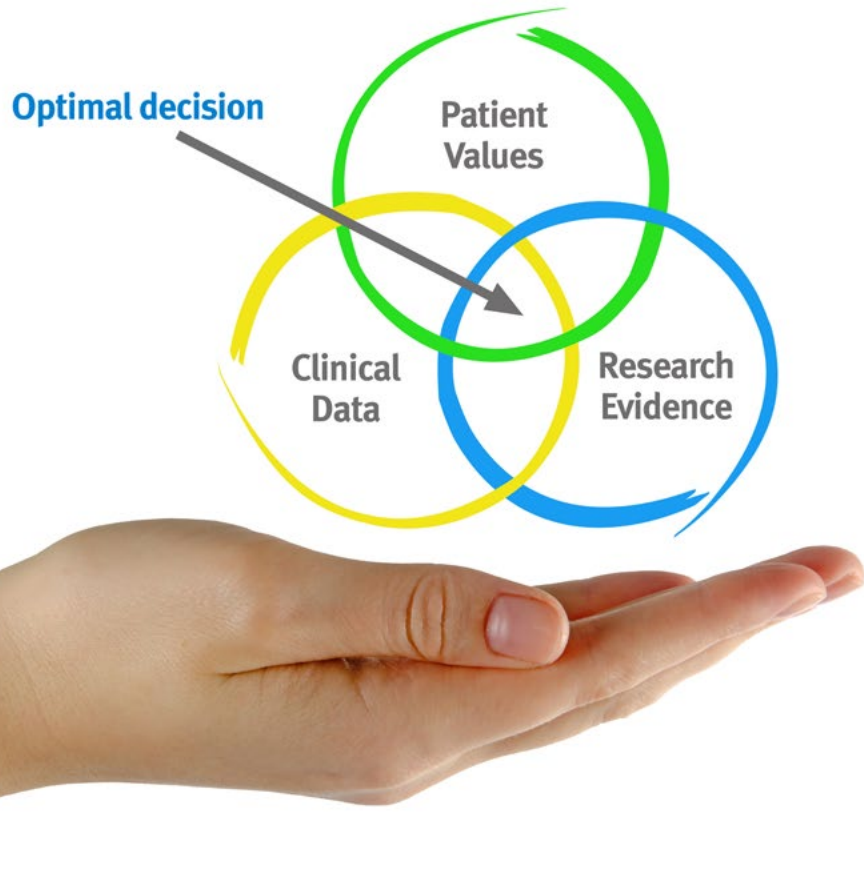 Optimal decision
Patient
Values
Clinical
Data
Research
Evidence